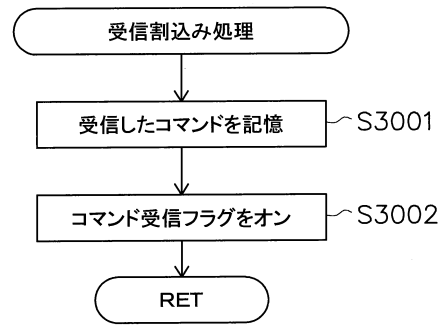 受信割込み処理
受信したコマンドを記憶
S3001
コマンド受信フラグをオン
S3002
RET